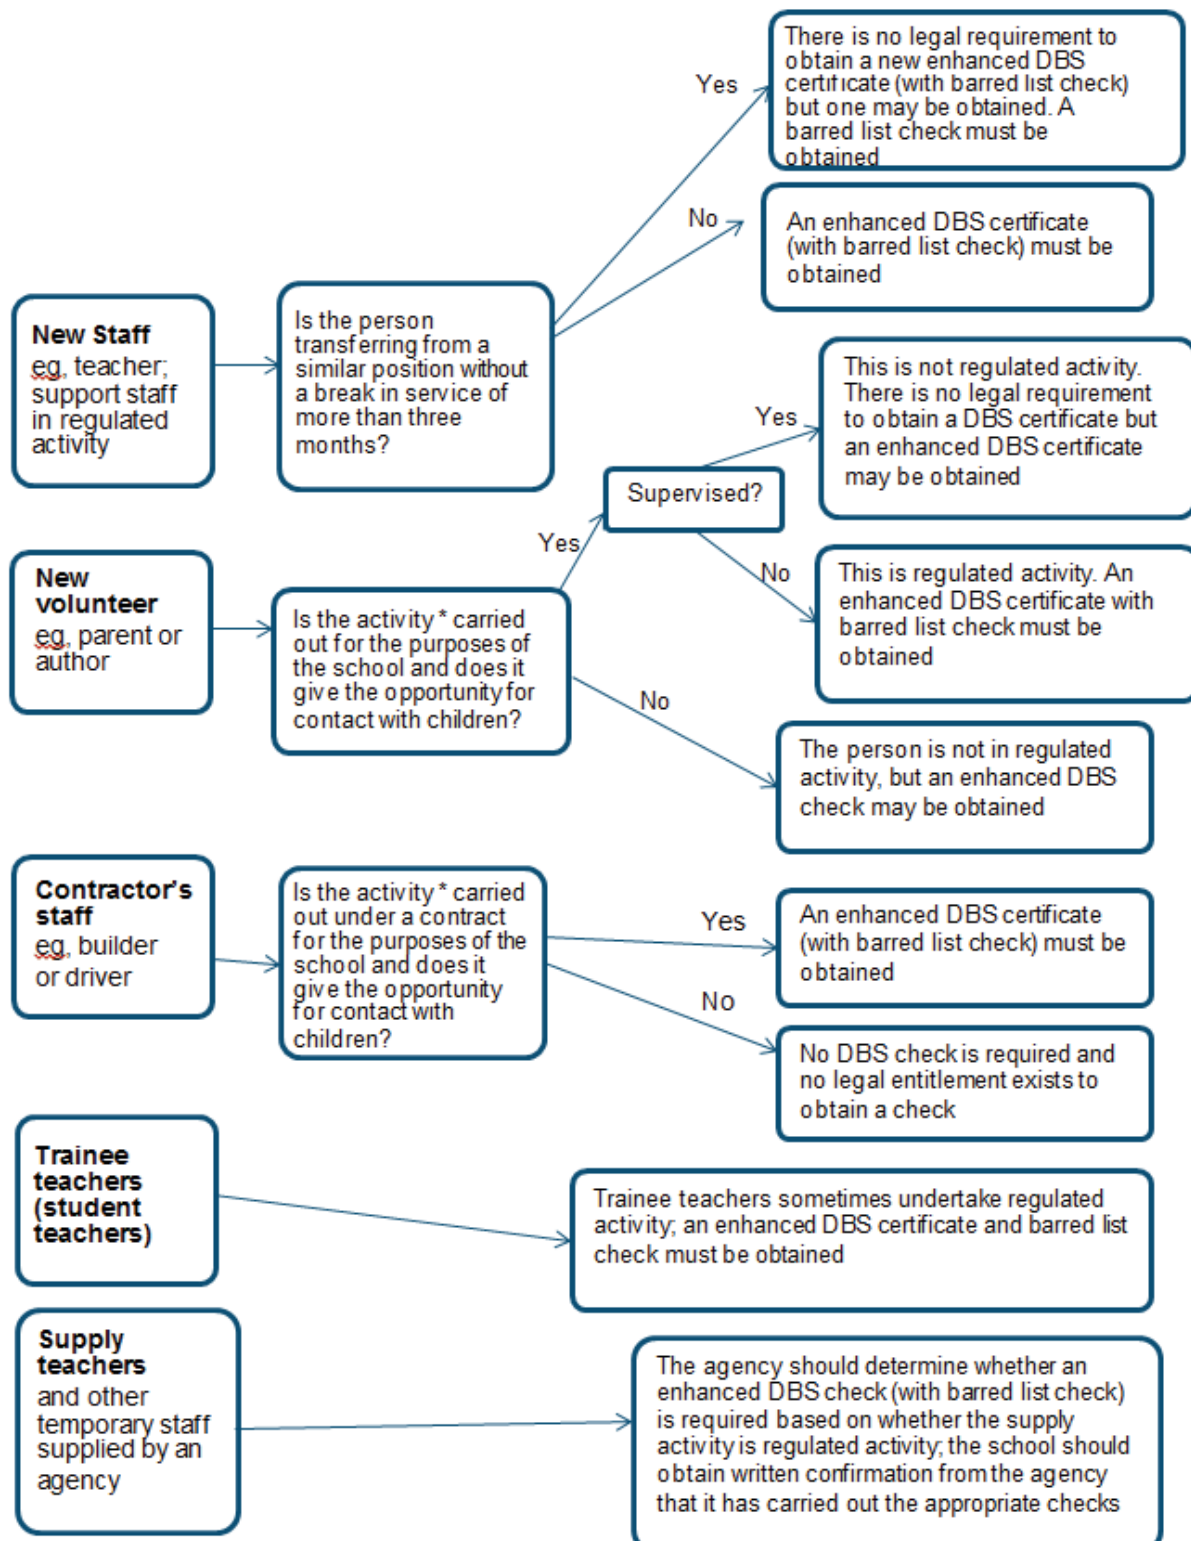 There is no legal requirement to
obtain a new enhanced DBS
certificate (with barred list check)
but one may be obtained. A
barred list check must be
obtained
Yes
No
An enhanced DBS certificate
(with barred list check) must be
obtained
New Staff
eg, teacher;
support staff
in regulated
activity
Is the person
transferring from a
similar position without
a break in service of
more than three
months?
This is not regulated activity.
There is no legal requirement
to obtain a DBS certificate but
an enhanced DBS certificate
may be obtained
Yes
Supervised?
Yes
No
This is regulated activity. An
enhanced DBS certificate with
barred list check must be
obtained
New
volunteer
eg, parent or
author
Is the activity * carried
out for the purposes of
the school and does it
give the opportunity for
contact with children?
No
The person is not in regulated
activity, but an enhanced DBS
check may be obtained
Contractor's
staff
eg, builder
or driver
Is the activity * carried
out under a contract
for the purposes of the
school and does it
give the opportunity
for contact with
children?
Yes
An enhanced DBS certificate
(with barred list check) must be
obtained
No
No DBS check is required and
no legal entitlement exists to
obtain a check
Trainee
teachers
(student
teachers)
Trainee teachers sometimes undertake regulated
activity; an enhanced DBS certificate and barred list
check must be obtained
Supply
teachers
and other
temporary staff
supplied by an
agency
The agency should determine whether an
enhanced DBS check (with barred list check)
is required based on whether the supply
activity is regulated activity; the school should
obtain written confirmation from the agency
that it has carried out the appropriate checks